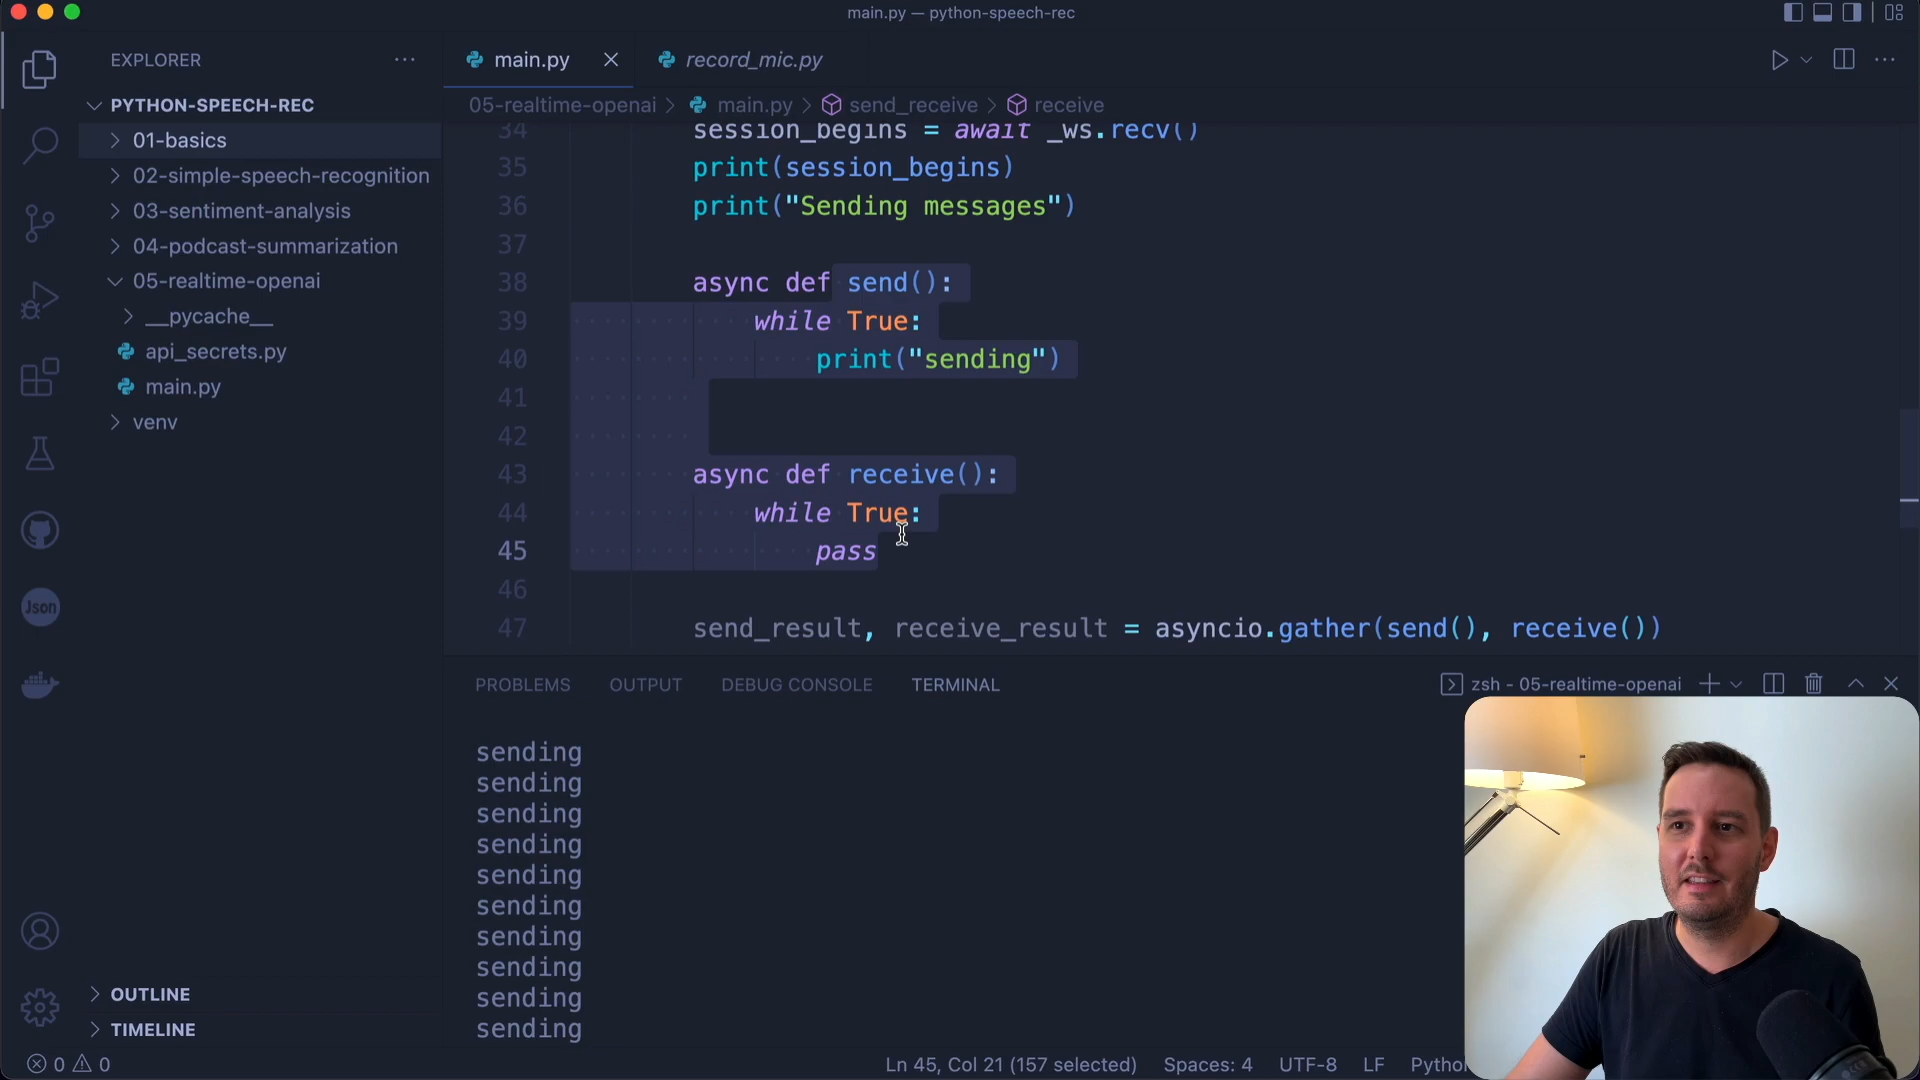 main.py — python-speech-rec
EXPLORER
main.py
record_mic.py
PYTHON-SPEECH-REC
01-basics
02-simple-speech-recognition
03-sentiment-analysis
04-podcast-summarization
05-realtime-openai
__pycache__
api_secrets.py
main.py
venv
OUTLINE
TIMELINE
Json
05-realtime-openai > main.py > send_receive > receive
34 session_begins = await _ws.recv()
35 print(session_begins)
36 print("Sending messages")
37
38 async def send():
39 while True:
40 print("sending")
41
42
43 async def receive():
44 while True:
45 pass
46
47 send_result, receive_result = asyncio.gather(send(), receive())
PROBLEMS OUTPUT DEBUG CONSOLE TERMINAL
zsh - 05-realtime-openai
sending
sending
sending
sending
sending
sending
sending
sending
sending
sending
0 0
Ln 45, Col 21 (157 selected) Spaces: 4 UTF-8 LF